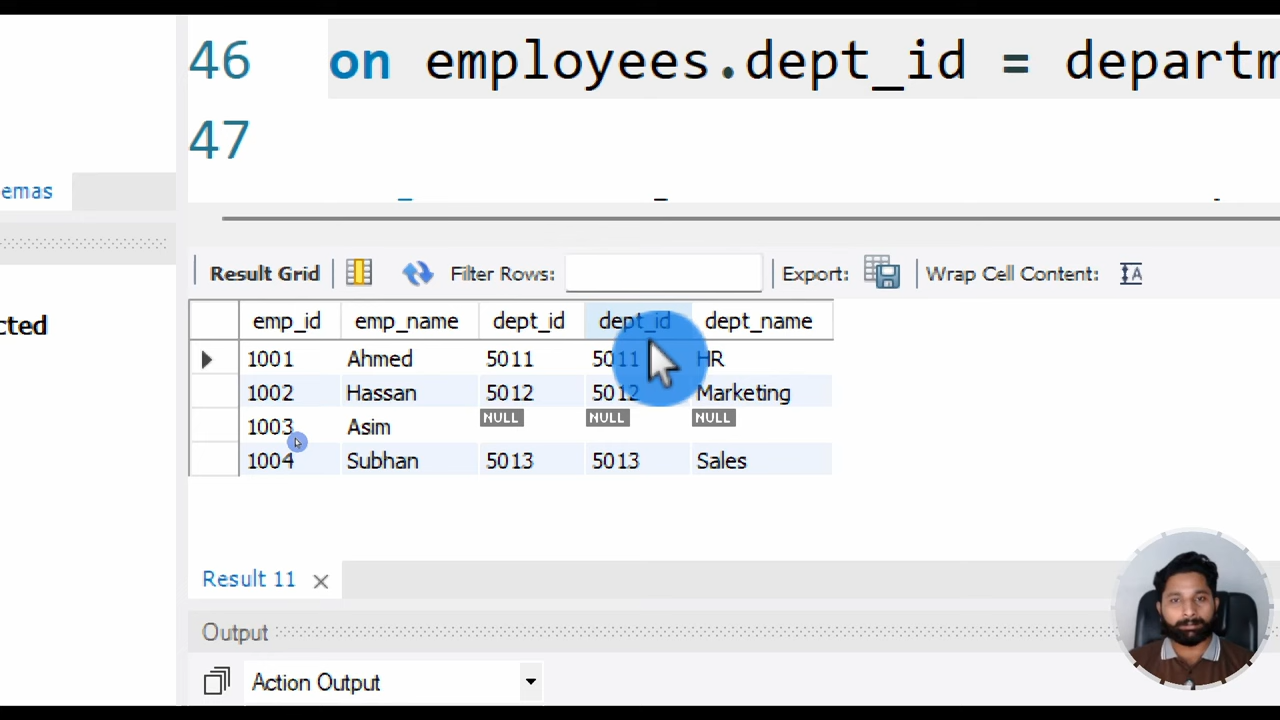 46 on employees.dept_id = departm
47
emas
cted
Result Grid Filter Rows: Export: Wrap Cell Content:
emp_id emp_name dept_id dept_id dept_name
1001 Ahmed 5011 5011 HR
1002 Hassan 5012 5012 Marketing
1003 Asim NULL NULL NULL
1004 Subhan 5013 5013 Sales
Result 11
Output
Action Output